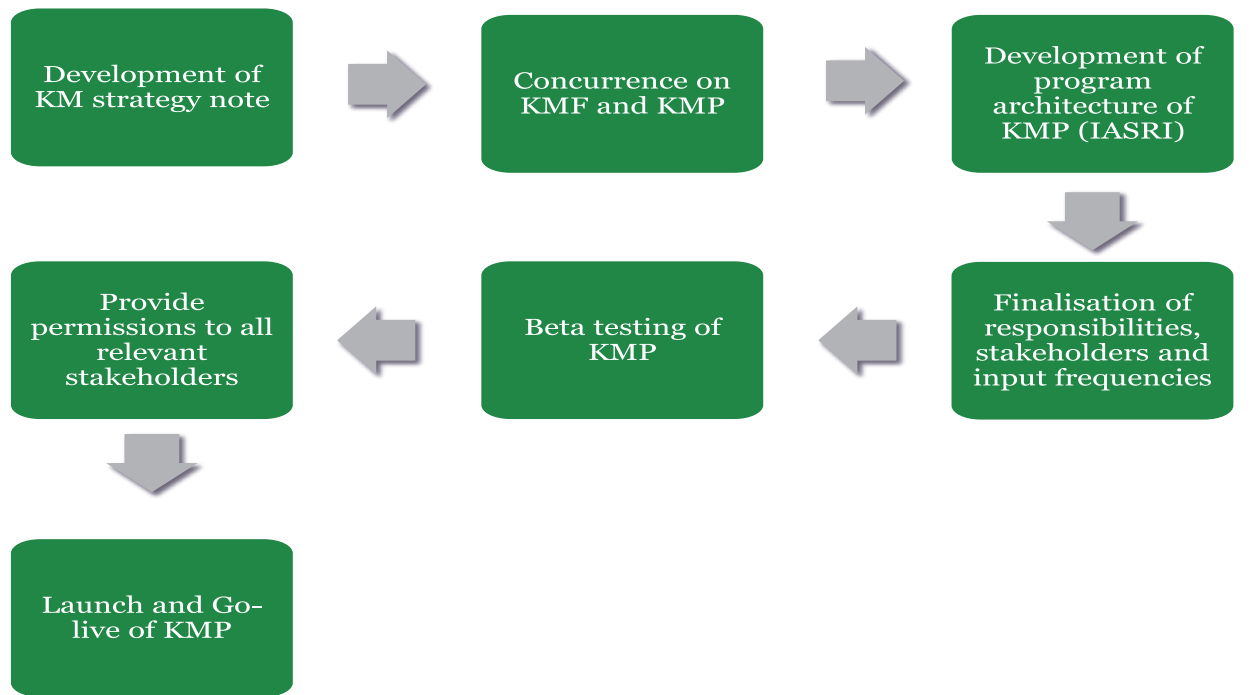 Development of
KM strategy note
Concurrence on
KMF and KMP
Development of
program
architecture of
KMP (IASRI)
Finalisation of
responsibilities,
stakeholders and
input frequencies
Beta testing of
KMP
Provide
permissions to all
relevant
stakeholders
Launch and Go-
live of KMP